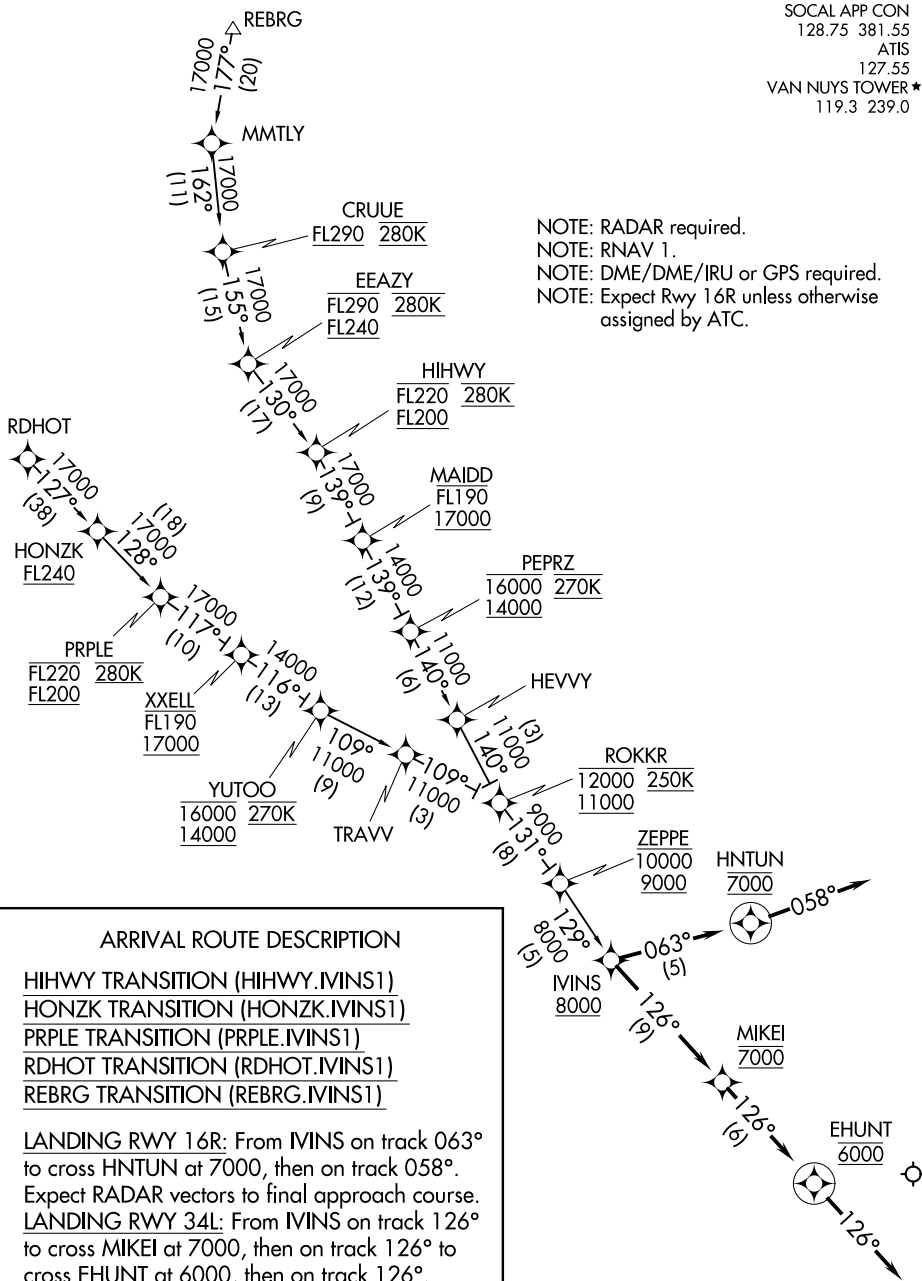 SOCAL APP CON
128.75 381.55
ATIS
127.55
VAN NUYS TOWER★
119.3 239.0
REBRG
17000
177°
(20)
MMTLY
17000
162°
(11)
CRUUE
FL290 280K
17000
155°
(15)
EEAZY
FL290 280K
FL240
NOTE: RADAR required.
NOTE: RNAV 1.
NOTE: DME/DME/IRU or GPS required.
NOTE: Expect Rwy 16R unless otherwise
assigned by ATC.
17000
130°
(17)
HIHWY
FL220 280K
FL200
17000
139°
(9)
MAIDD
FL190
17000
14000
139°
(12)
PEPRZ
16000 270K
14000
11000
140°
(6)
HEVVY
(3)
11000
140°
RDHOT
17000
127°
(38)
HONZK
FL240
(18)
17000
128°
PRPLE
FL220 280K
FL200
17000
117°
(10)
XXELL
FL190
17000
14000
116°
(13)
YUTOO
16000 270K
14000
109°
11000
(9)
TRAVV
109°
11000
(3)
ROKKR
12000 250K
11000
9000
131°
(8)
ZEPPE
10000
9000
129°
8000
(5)
IVINS
8000
063°
(5)
HNTUN
7000
058°
126°
(9)
MIKEI
7000
126°
(6)
EHUNT
6000
126°
ARRIVAL ROUTE DESCRIPTION
HIHWY TRANSITION (HIHWY.IVINS1)
HONZK TRANSITION (HONZK.IVINS1)
PRPLE TRANSITION (PRPLE.IVINS1)
RDHOT TRANSITION (RDHOT.IVINS1)
REBRG TRANSITION (REBRG.IVINS1)
LANDING RWY 16R: From IVINS on track 063°
to cross HNTUN at 7000, then on track 058°.
Expect RADAR vectors to final approach course.
LANDING RWY 34L: From IVINS on track 126°
to cross MIKEI at 7000, then on track 126° to
cross EHUNT at 6000, then on track 126°.